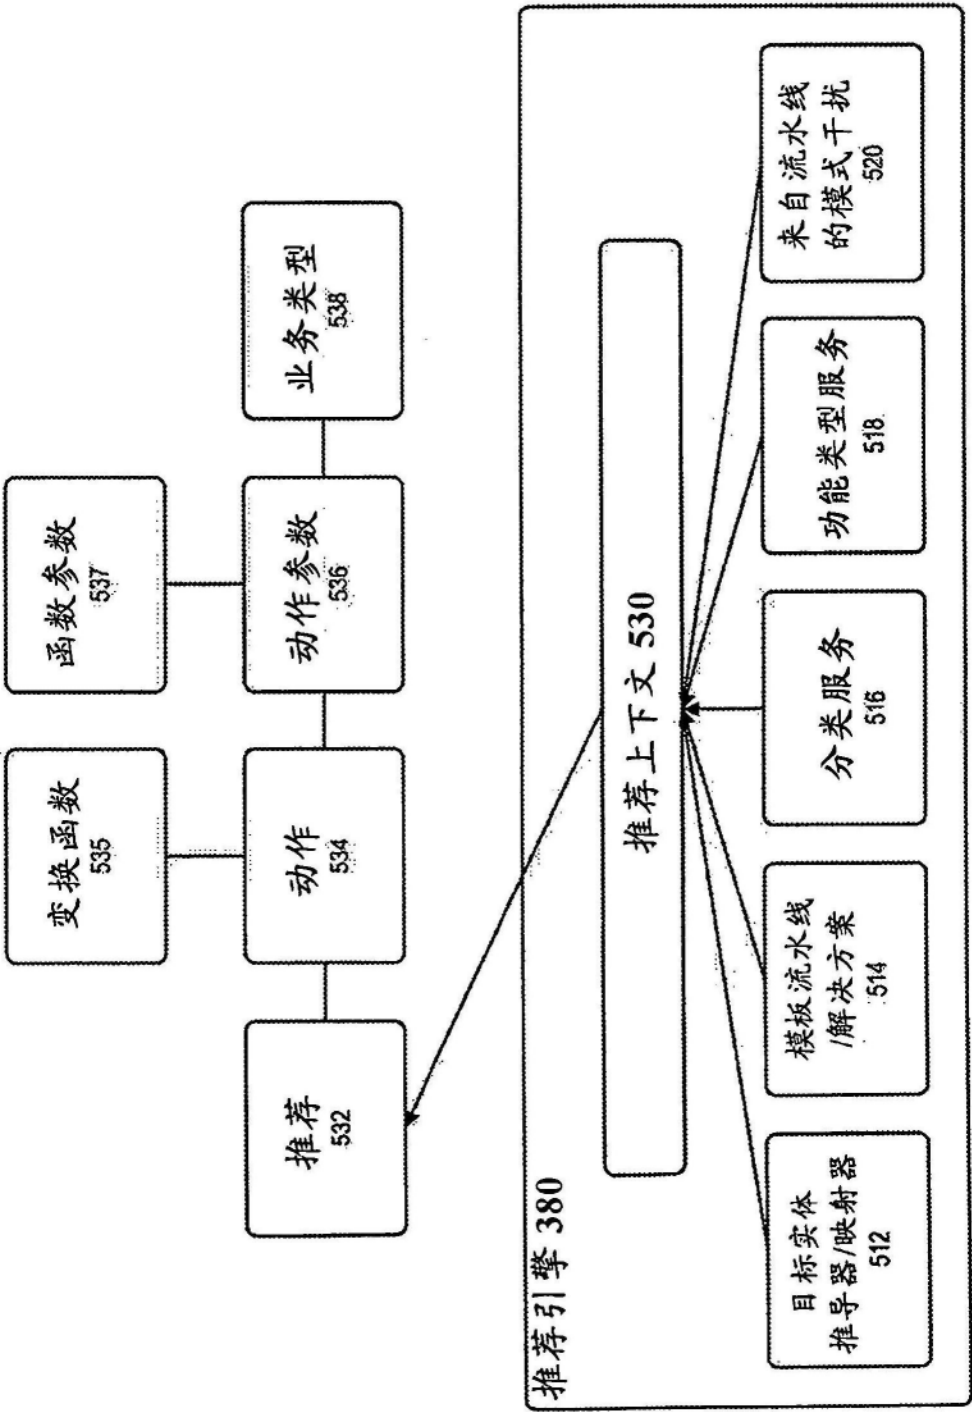 变换函数
535
函数参数
537
推荐
532
动作
534
动作参数
536
业务类型
538
推荐引擎 380
推荐上下文 530
目标实体
推导器/映射器
512
模板流水线
/解决方案
514
分类服务
516
功能类型服务
518
来自流水线
的模式干扰
520